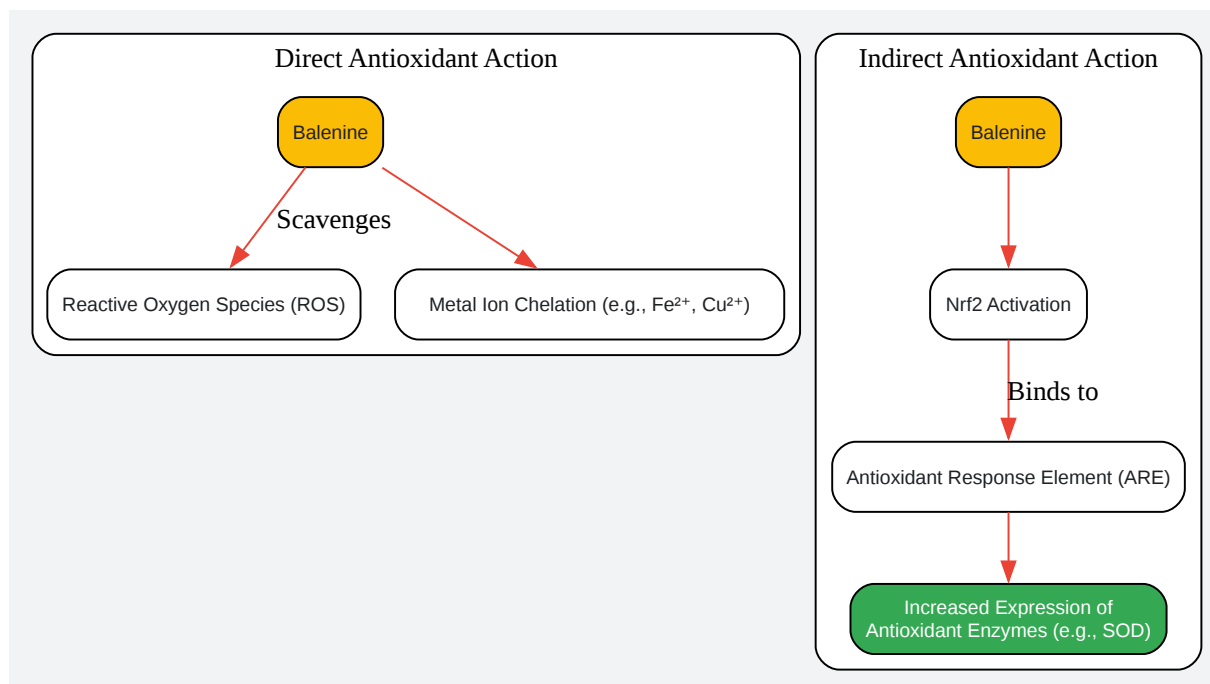 Direct Antioxidant Action
Balenine
Scavenges
Reactive Oxygen Species (ROS)
Metal Ion Chelation (e.g., Fe²⁺, Cu²⁺)
Indirect Antioxidant Action
Balenine
Nrf2 Activation
Binds to
Antioxidant Response Element (ARE)
Increased Expression of
Antioxidant Enzymes (e.g., SOD)